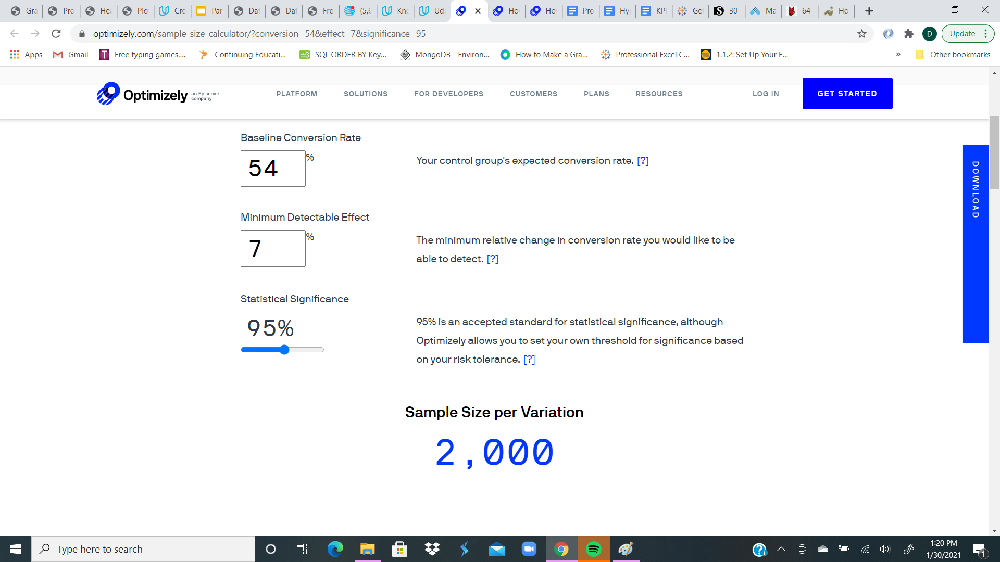 Gra
Pro
Hea
Plo
Cre
Par
Dat
Dat
Fre
(5,6
Kno
Uda
Hov
Hov
Pro
Hyp
KPI
Get
30-
Ma
64
Ho
optimizely.com/sample-size-calculator/?conversion=54&effect=7&significance=95
D
Update
Apps
Gmail
Free typing games,...
Continuing Educati...
SQL ORDER BY Key...
MongoDB - Environ...
How to Make a Gra...
Professional Excel C...
1.1.2: Set Up Your F...
»
Other bookmarks
Optimizely
an Episerver
company
PLATFORM
SOLUTIONS
FOR DEVELOPERS
CUSTOMERS
PLANS
RESOURCES
LOG IN
GET STARTED
Baseline Conversion Rate
54 %
Your control group's expected conversion rate. [?]
Minimum Detectable Effect
7 %
The minimum relative change in conversion rate you would like to be
able to detect. [?]
Statistical Significance
95%
95% is an accepted standard for statistical significance, although
Optimizely allows you to set your own threshold for significance based
on your risk tolerance. [?]
DOWNLOAD
Sample Size per Variation
2,000
Type here to search
1:20 PM
1/30/2021
1